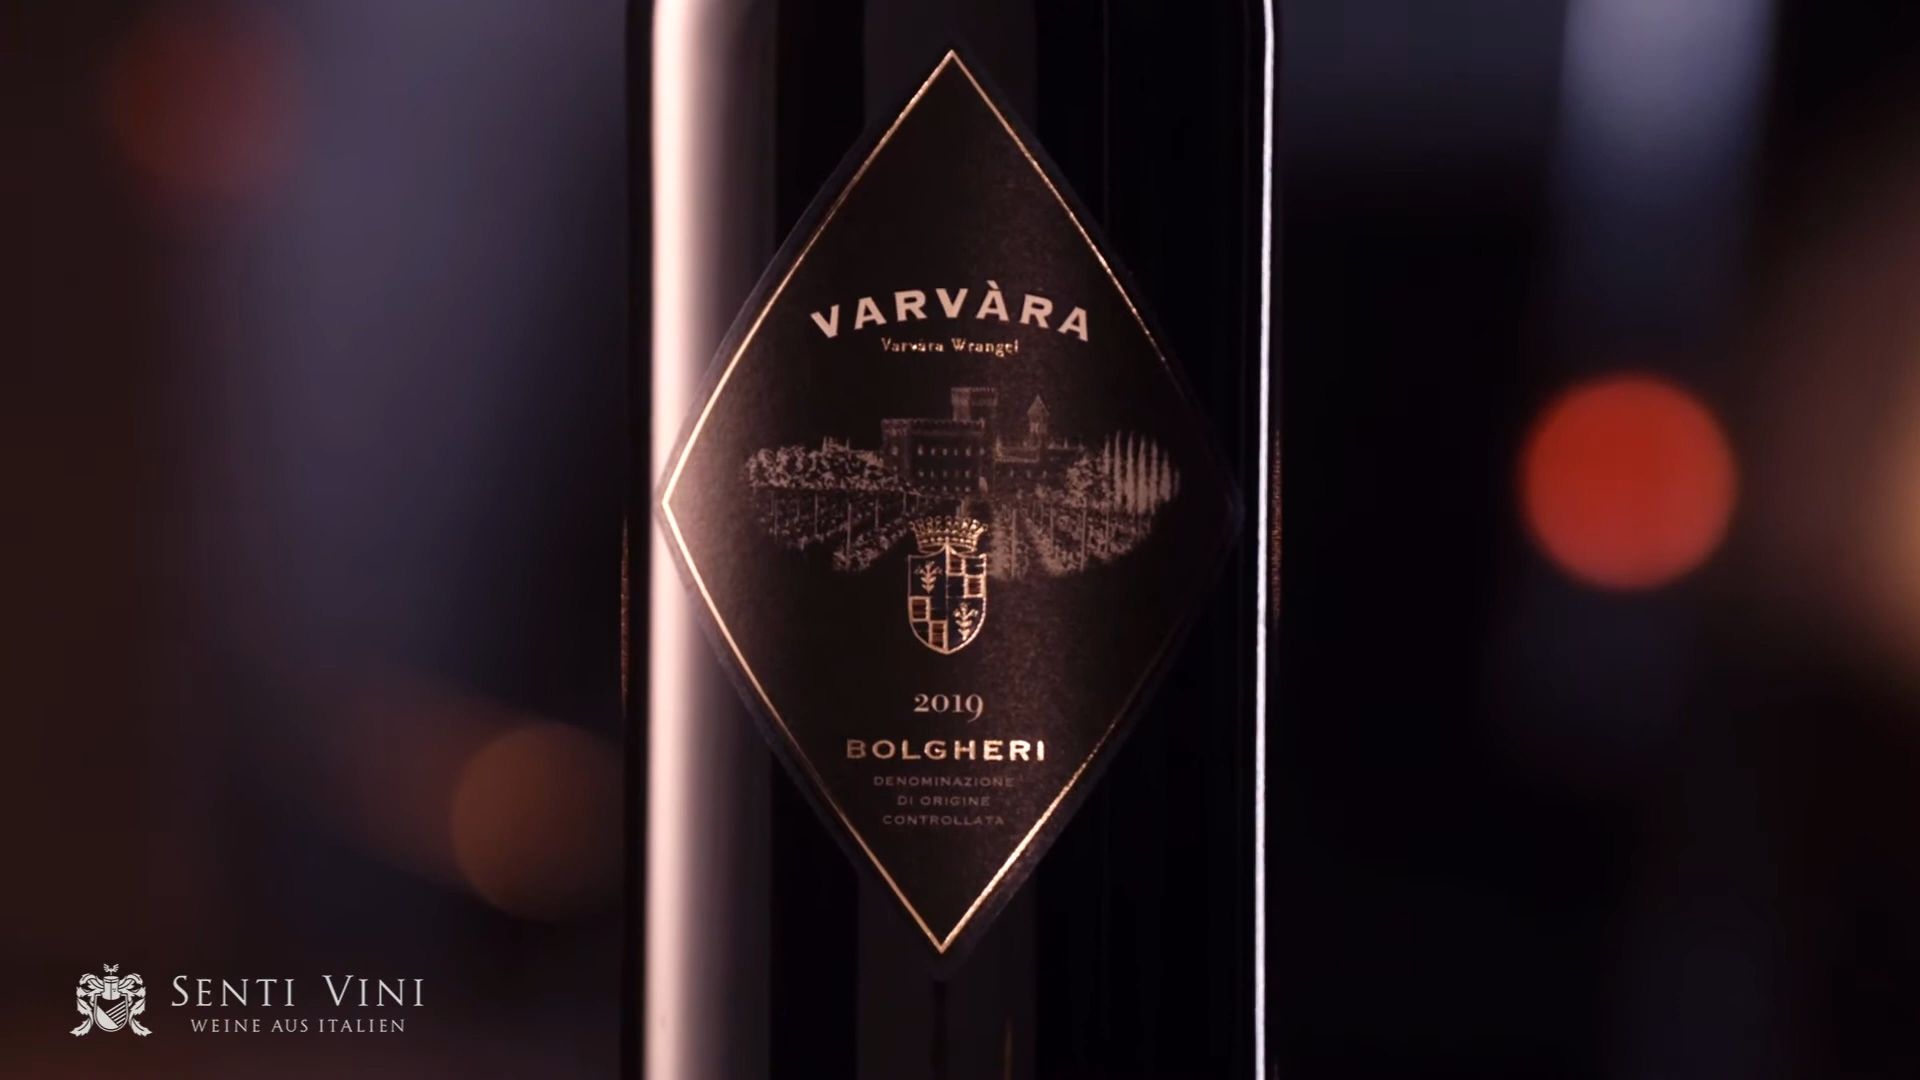 VARVÀRA
Varvàra Wrangel
2019
BOLGHERI
DENOMINAZIONE
DI ORIGINE
CONTROLLATA
SENTI VINI
WEINE AUS ITALIEN